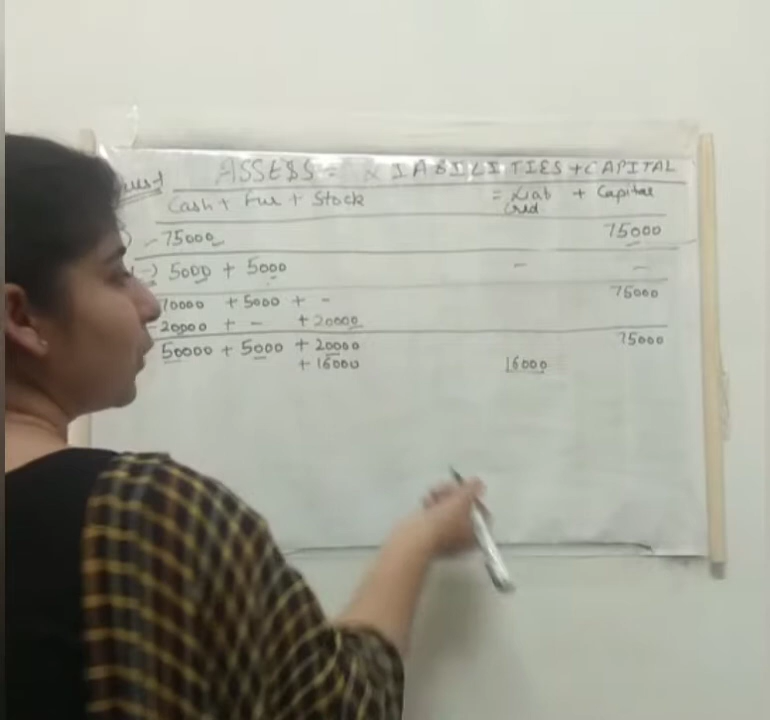 ASSE$S = LIABILITIES + CAPITAL
Cash + Fur + Stock = Liab + Capital
Cred.
75000 75000
(-) 5000 + 5000 - -
70000 + 5000 + - 75000
-20000 + - + 20000
50000 + 5000 + 20000 75000
+ 16000 16000